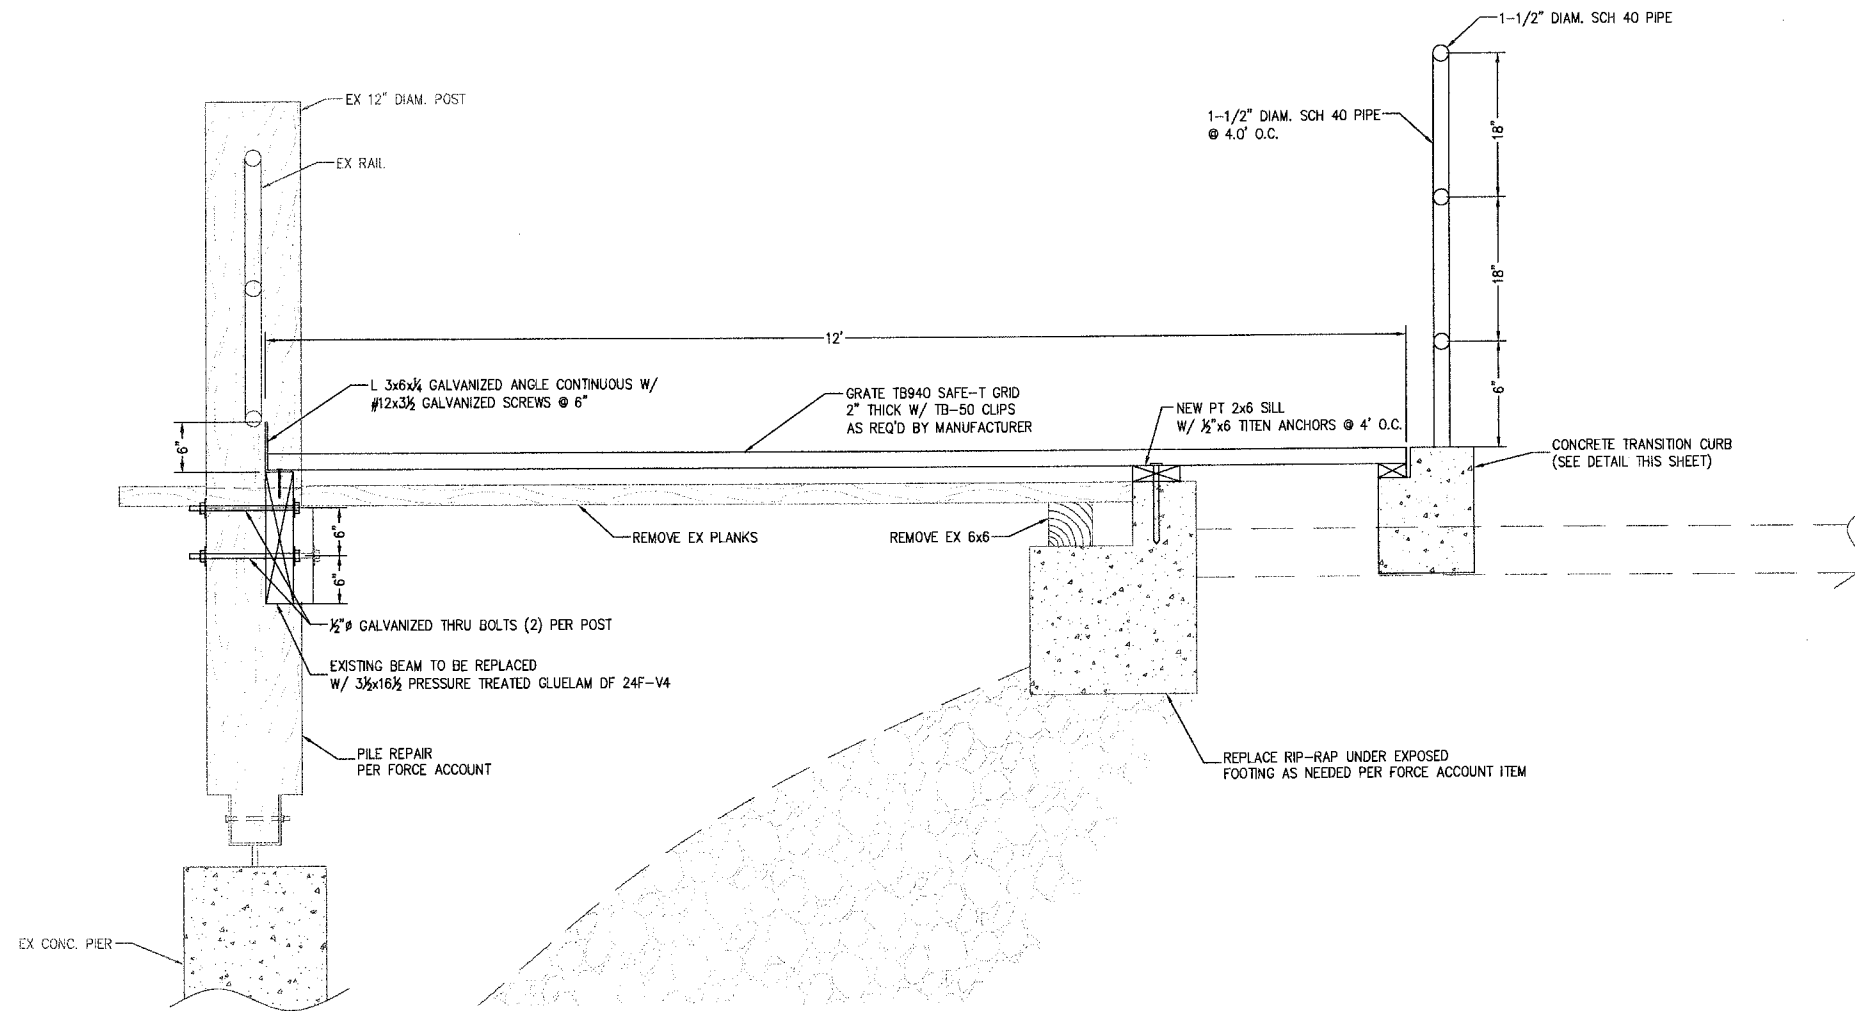 1-1/2" DIAM. SCH 40 PIPE
EX 12" DIAM. POST
1-1/2" DIAM. SCH 40 PIPE
@ 4.0' O.C.
18"
EX RAIL
18"
12'
6"
L 3x6x¼ GALVANIZED ANGLE CONTINUOUS W/
#12x3½ GALVANIZED SCREWS @ 6"
GRATE TB940 SAFE-T GRID
2" THICK W/ TB-50 CLIPS
AS REQ'D BY MANUFACTURER
NEW PT 2x6 SILL
W/ ½"x6 TITEN ANCHORS @ 4' O.C.
6"
CONCRETE TRANSITION CURB
(SEE DETAIL THIS SHEET)
REMOVE EX PLANKS
REMOVE EX 6x6
6"
6"
½"ø GALVANIZED THRU BOLTS (2) PER POST
EXISTING BEAM TO BE REPLACED
W/ 3½x16½ PRESSURE TREATED GLUELAM DF 24F-V4
PILE REPAIR
PER FORCE ACCOUNT
REPLACE RIP-RAP UNDER EXPOSED
FOOTING AS NEEDED PER FORCE ACCOUNT ITEM
EX CONC. PIER